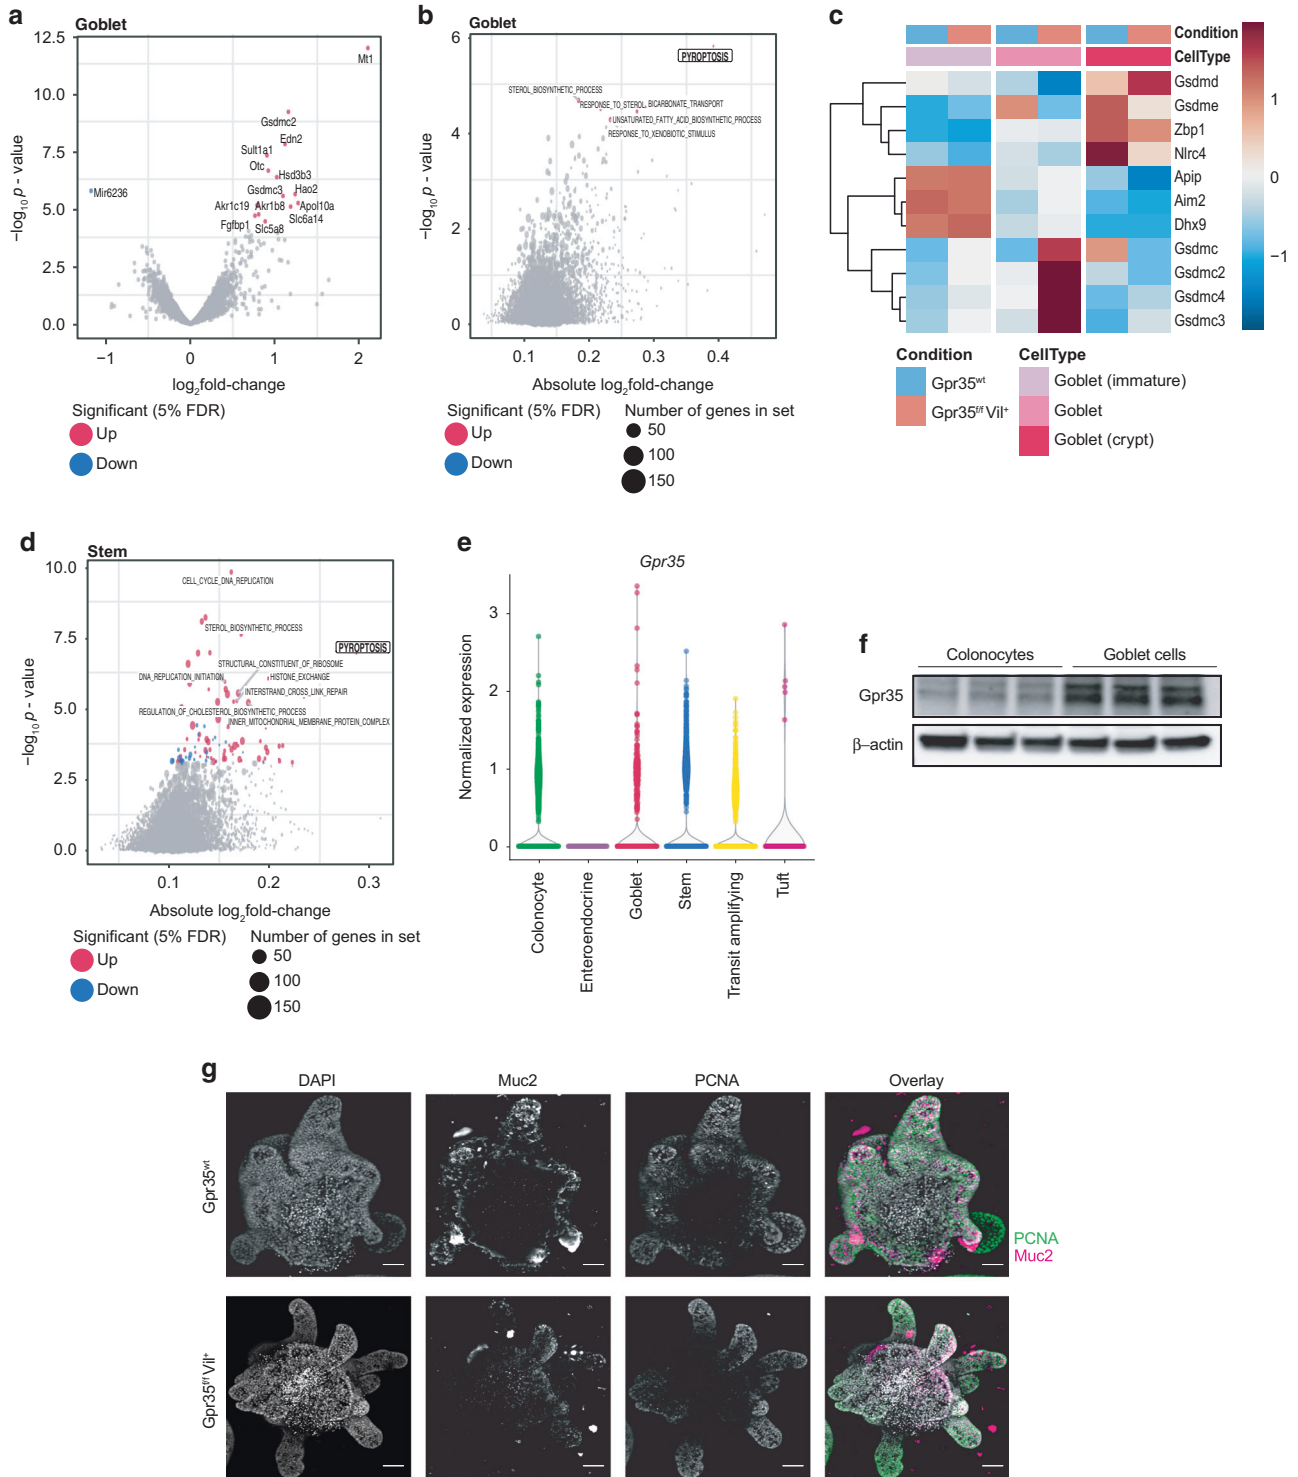 a
Goblet
12.5
10.0
7.5
5.0
2.5
0.0
−log10 p - value
Mt1
Gsdmc2
Edn2
Sult1a1
Otc
Hsd3b3
Mir6236
Gsdmc3
Hao2
Akr1c19
Akr1b8
Apol10a
Slc6a14
Fgfbp1
Slc5a8
−1
0
1
2
log2fold-change
Significant (5% FDR)
Up
Down
b
Goblet
6
4
2
0
−log10 p - value
PYROPTOSIS
STEROL_BIOSYNTHETIC_PROCESS
RESPONSE_TO_STEROL
BICARBONATE_TRANSPORT
UNSATURATED_FATTY_ACID_BIOSYNTHETIC_PROCESS
RESPONSE_TO_XENOBIOTIC_STIMULUS
0.1
0.2
0.3
0.4
Absolute log2fold-change
Significant (5% FDR)
Up
Down
Number of genes in set
50
100
150
c
Condition
CellType
Gsdmd
Gsdme
Zbp1
Nlrc4
Apip
Aim2
Dhx9
Gsdmc
Gsdmc2
Gsdmc4
Gsdmc3
1
0
−1
Condition
Gpr35wt
Gpr35f/f Vil+
CellType
Goblet (immature)
Goblet
Goblet (crypt)
d
Stem
10.0
7.5
5.0
2.5
0.0
−log10 p - value
CELL_CYCLE_DNA_REPLICATION
STEROL_BIOSYNTHETIC_PROCESS
PYROPTOSIS
STRUCTURAL_CONSTITUENT_OF_RIBOSOME
DNA_REPLICATION_INITIATION
HISTONE_EXCHANGE
INTERSTRAND_CROSS_LINK_REPAIR
REGULATION_OF_CHOLESTEROL_BIOSYNTHETIC_PROCESS
INNER_MITOCHONDRIAL_MEMBRANE_PROTEIN_COMPLEX
0.1
0.2
0.3
Absolute log2fold-change
Significant (5% FDR)
Up
Down
Number of genes in set
50
100
150
e
Gpr35
3
2
1
0
Normalized expression
Colonocyte
Enteroendocrine
Goblet
Stem
Transit amplifying
Tuft
f
Colonocytes
Goblet cells
Gpr35
β–actin
g
DAPI
Muc2
PCNA
Overlay
Gpr35wt
PCNA
Muc2
Gpr35f/f Vil+